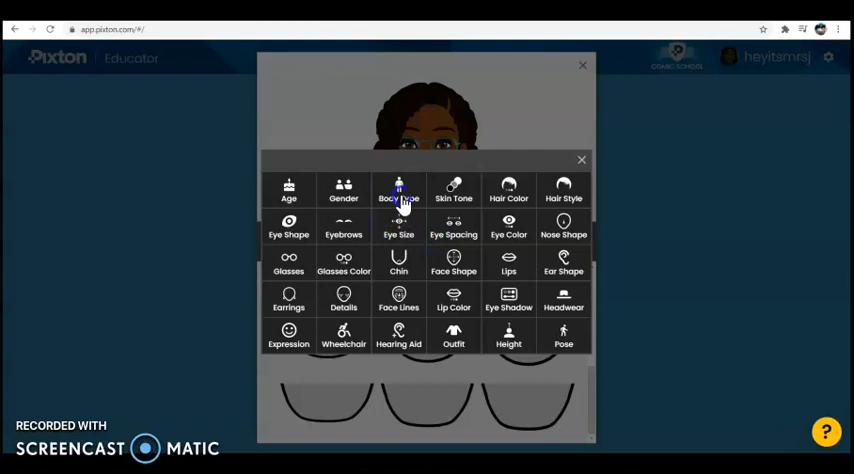 app.pixton.com/#/
Pixton Educator
COMIC SCHOOL
heyitsmrsj
Age Gender Body Type Skin Tone Hair Color Hair Style
Eye Shape Eyebrows Eye Size Eye Spacing Eye Color Nose Shape
Glasses Glasses Color Chin Face Shape Lips Ear Shape
Earrings Details Face Lines Lip Color Eye Shadow Headwear
Expression Wheelchair Hearing Aid Outfit Height Pose
RECORDED WITH
SCREENCAST MATIC
?